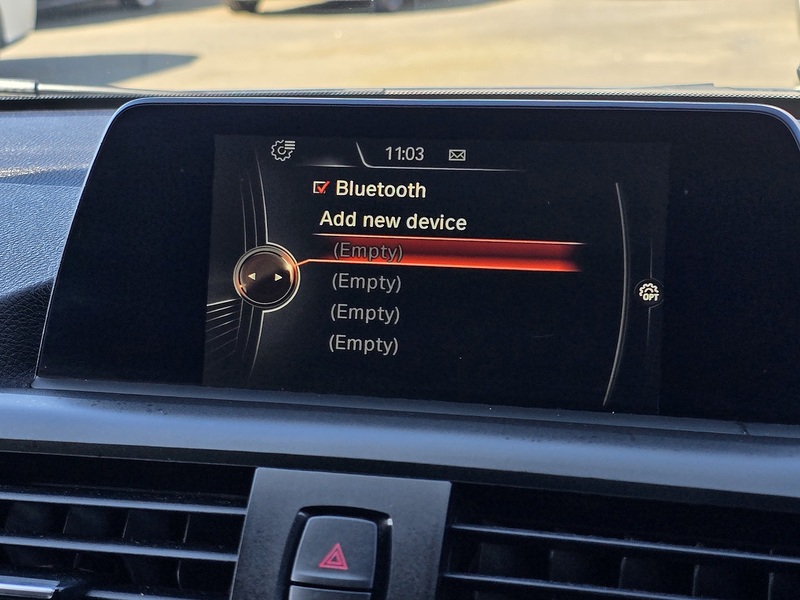 11:03
Bluetooth
Add new device
(Empty)
(Empty)
(Empty)
(Empty)
OPT